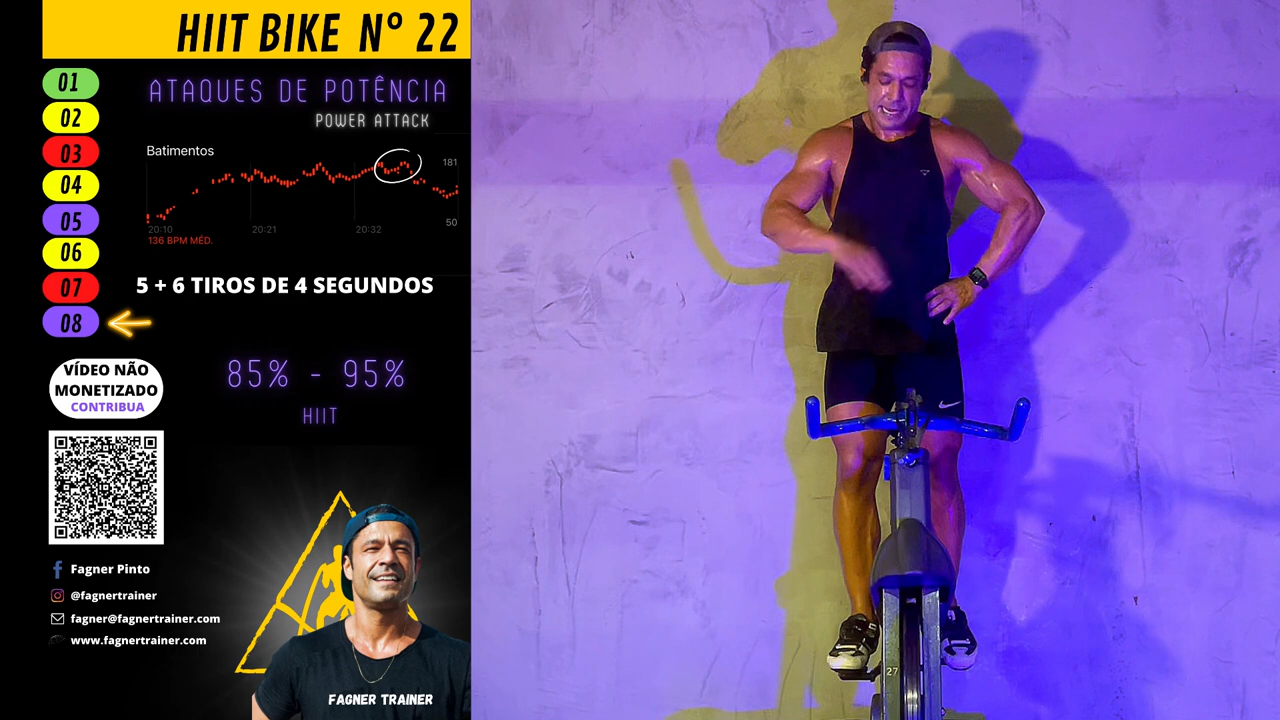 HIIT BIKE Nº 22
01
02
03
04
05
06
07
08
ATAQUES DE POTÊNCIA
POWER ATTACK
Batimentos
181
50
20:10
20:21
20:32
136 BPM MÉD.
5 + 6 TIROS DE 4 SEGUNDOS
85% - 95%
HIIT
VÍDEO NÃO
MONETIZADO
CONTRIBUA
Fagner Pinto
@fagnertrainer
fagner@fagnertrainer.com
www.fagnertrainer.com
FAGNER TRAINER
27